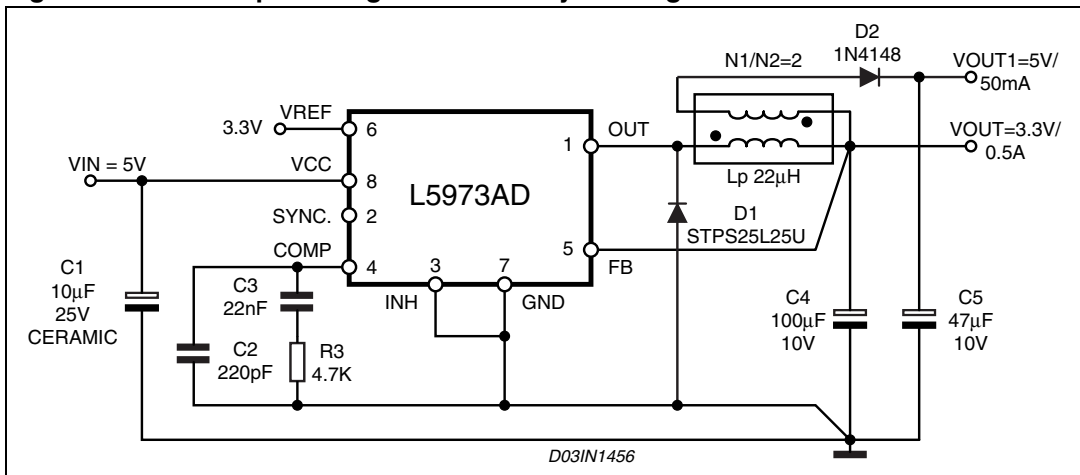 D2
1N4148
N1/N2=2
VOUT1=5V/
50mA
VREF
3.3V
6
1
OUT
VOUT=3.3V/
0.5A
VIN = 5V
VCC
8
L5973AD
Lp 22µH
SYNC.
2
D1
STPS25L25U
COMP
4
3
7
5
FB
INH
GND
C1
10µF
25V
CERAMIC
C3
22nF
C2
220pF
R3
4.7K
C4
100µF
10V
C5
47µF
10V
D03IN1456